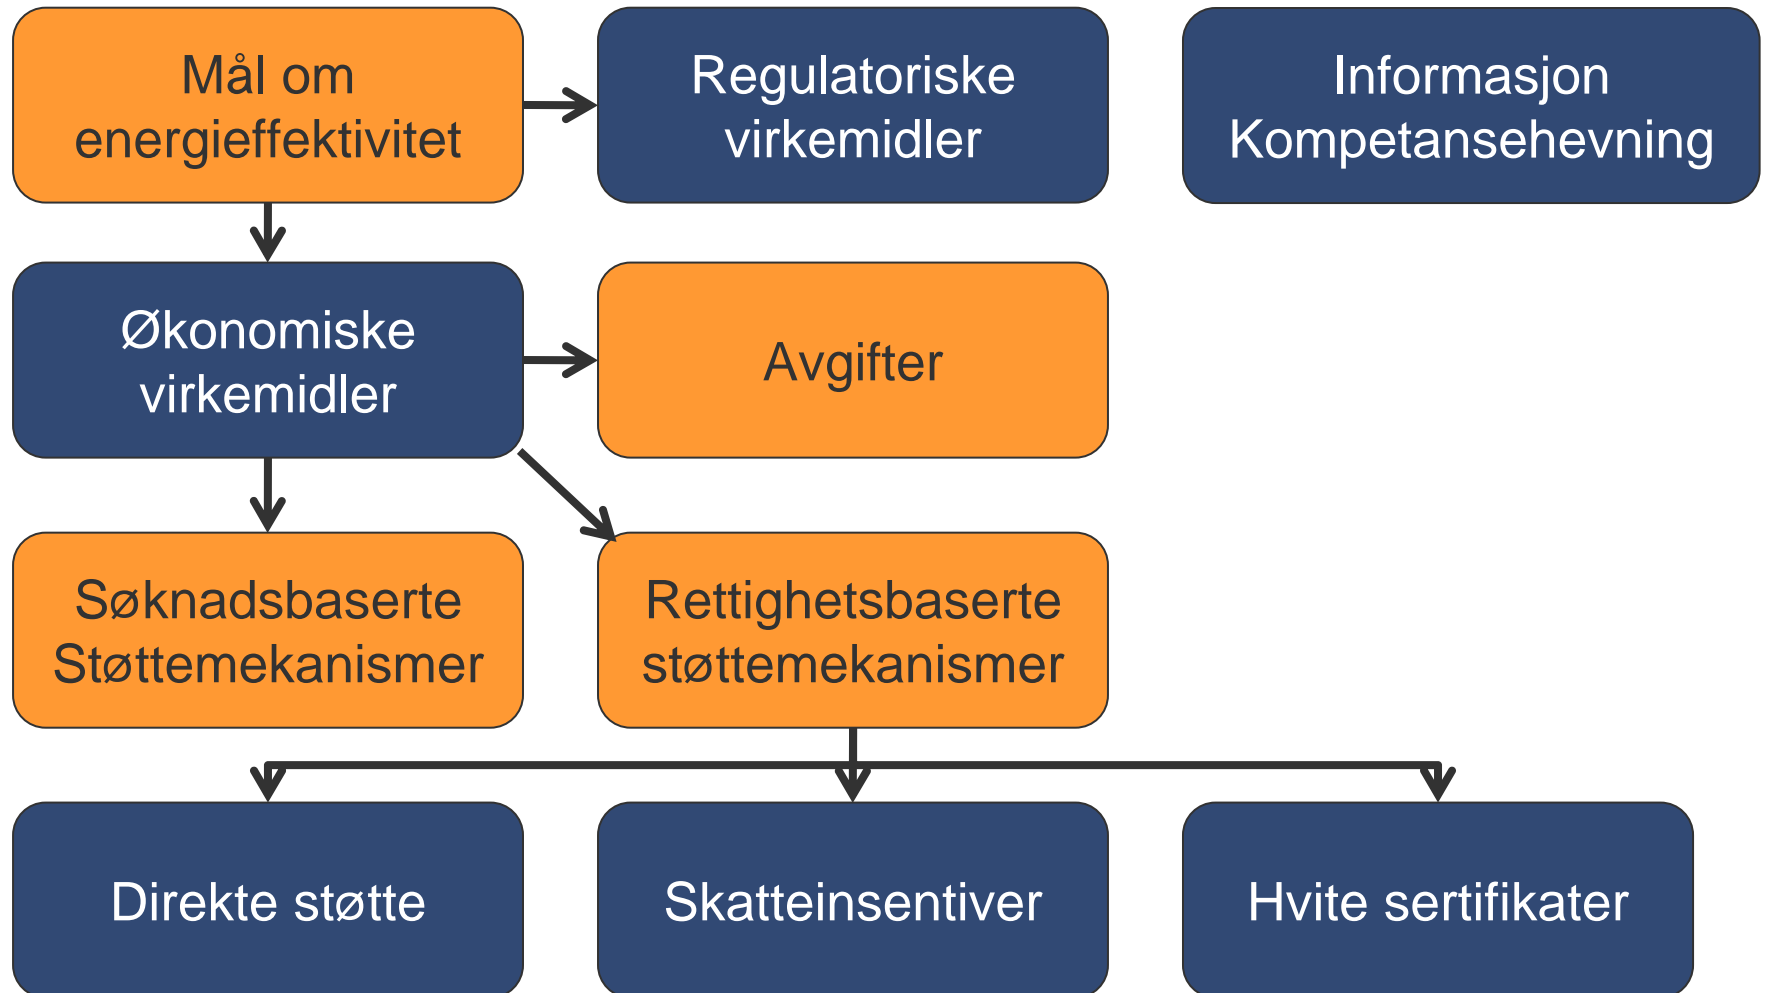 Mål om
energieffektivitet
Regulatoriske
virkemidler
Informasjon
Kompetansehevning
Økonomiske
virkemidler
Avgifter
Søknadsbaserte
Støttemekanismer
Rettighetsbaserte
støttemekanismer
Direkte støtte
Skatteinsentiver
Hvite sertifikater